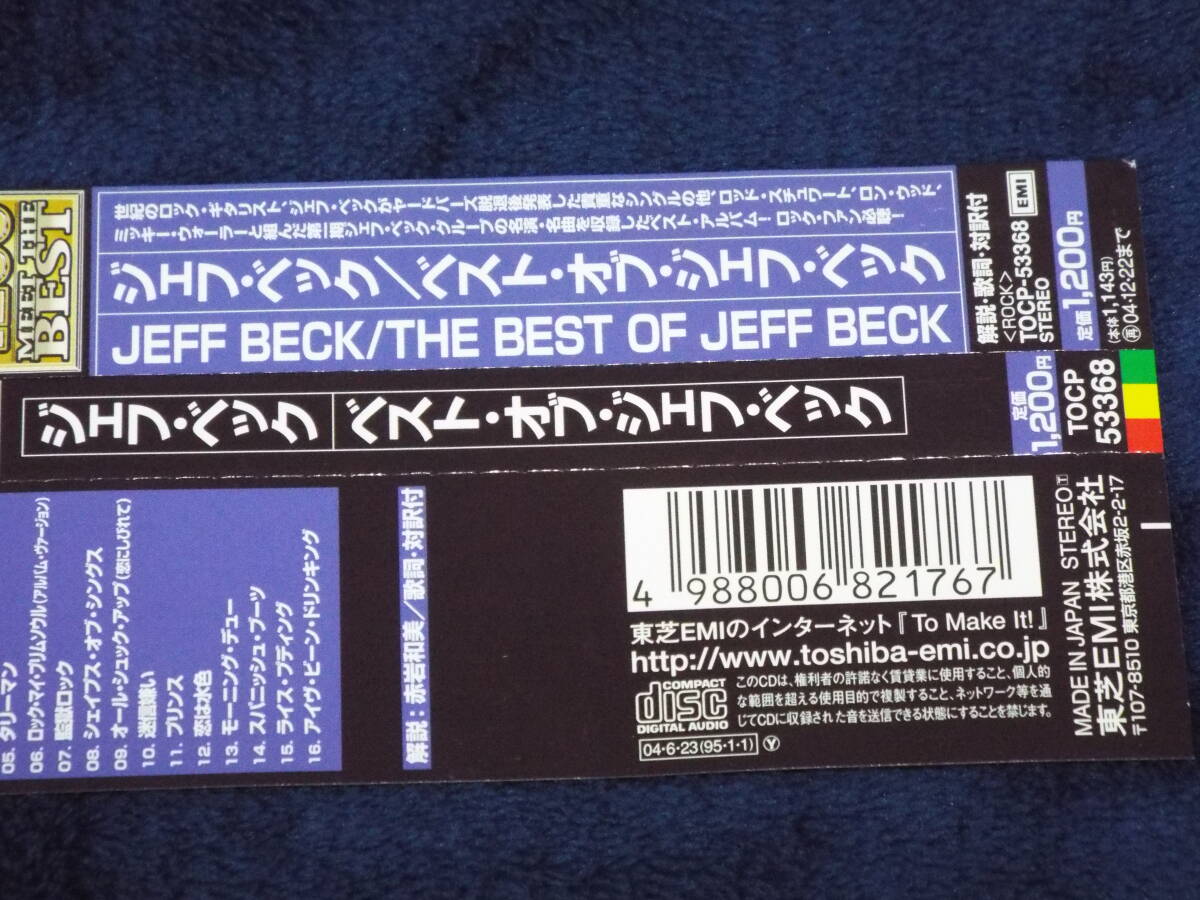 MEET THE
BEST
世紀のロック・ギタリスト、ジェフ・ベックがヤードバーズ脱退後発表した貴重なシングルの他、ロッド・スチュワート、ロン・ウッド、
ミッキー・ウォーラーと組んだ第一期ジェフ・ベック・グループの名演・名曲を収録したベスト・アルバム! ロック・ファン必聴!
ジェフ・ベック/ベスト・オブ・ジェフ・ベック
JEFF BECK/THE BEST OF JEFF BECK
解説・歌詞・対訳付
<ROCK>
TOCP-53368
STEREO
EMI
定価1,200円
(本体1,143円)
再04・12・22まで
ジェフ・ベック
ベスト・オブ・ジェフ・ベック
定価
1,200円
TOCP
53368
05. タリーマン
06. ロック・マイ・プリムソウル(アルバム・ヴァージョン)
07. 監獄ロック
08. シェイプス・オブ・シングス
09. オール・シュック・アップ(恋にしびれて)
10. 迷信嫌い
11. プリンス
12. 恋は水色
13. モーニング・デュー
14. スパニッシュ・ブーツ
15. ライス・プディング
16. アイヴ・ビーン・ドリンキング
解説:赤岩和美/歌詞・対訳付
4 988006 821767
東芝EMIのインターネット『To Make It!』
http://www.toshiba-emi.co.jp
COMPACT
disc
DIGITAL AUDIO
このCDは、権利者の許諾なく賃貸業に使用すること、個人的
な範囲を超える使用目的で複製すること、ネットワーク等を通
じてCDに収録された音を送信できる状態にすることを禁じます。
04・6・23(95・1・1) Y
MADE IN JAPAN STEREO T
東芝EMI株式会社
〒107-8510 東京都港区赤坂2-2-17